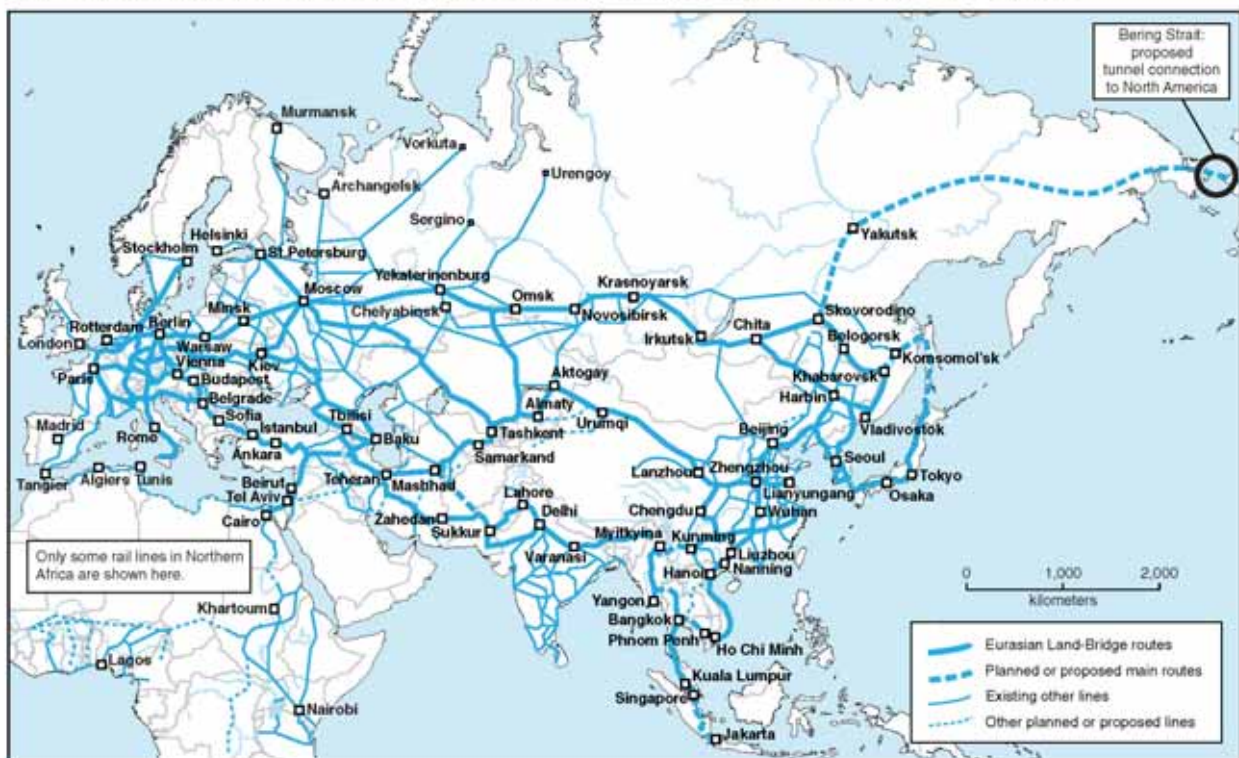 Bering Strait:
proposed
tunnel connection
to North America
Murmansk
Vorkuta
Urengoy
Archangelsk
Sergino
Yakutsk
Helsinki
Stockholm
St.Petersburg
Yekaterinenburg
Krasnoyarsk
Moscow
Omsk
Skovorodino
Minsk
Chelyabinsk
Novosibirsk
Chita
Berlin
Rotterdam
Irkutsk
Belogorsk
London
Warsaw
Komsomol'sk
Vienna
Kiev
Paris
Budapest
Aktogay
Khabarovsk
Belgrade
Almaty
Harbin
Sofia
Tbilisi
Urumqi
Madrid
Istanbul
Beijing
Vladivostok
Rome
Baku
Tashkent
Ankara
Samarkand
Seoul
Tangier
Algiers
Tunis
Teheran
Mashhad
Lanzhou
Zhengzhou
Tokyo
Beirut
Lianyungang
Osaka
Tel Aviv
Lahore
Cairo
Zahedan
Delhi
Chengdu
Wuhan
Sukkur
Myitkyina
Kunming
Varanasi
Liuzhou
Only some rail lines in Northern
Africa are shown here.
Hanoi
Nanning
0 1,000 2,000
kilometers
Khartoum
Yangon
Bangkok
Phnom Penh
Ho Chi Minh
Lagos
Kuala Lumpur
Singapore
Nairobi
Jakarta
Eurasian Land-Bridge routes
Planned or proposed main routes
Existing other lines
Other planned or proposed lines